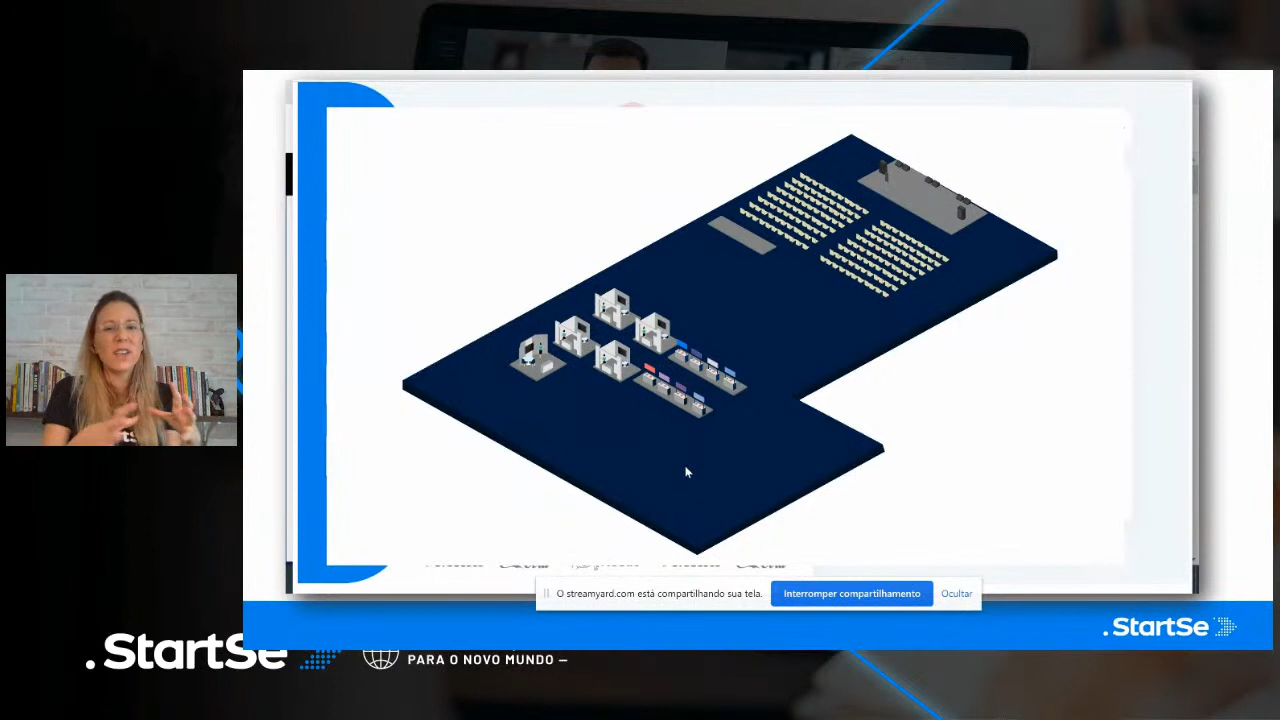 O streamyard.com está compartilhando sua tela.
Interromper compartilhamento
Ocultar
.StartSe
.StartSe
PARA O NOVO MUNDO –